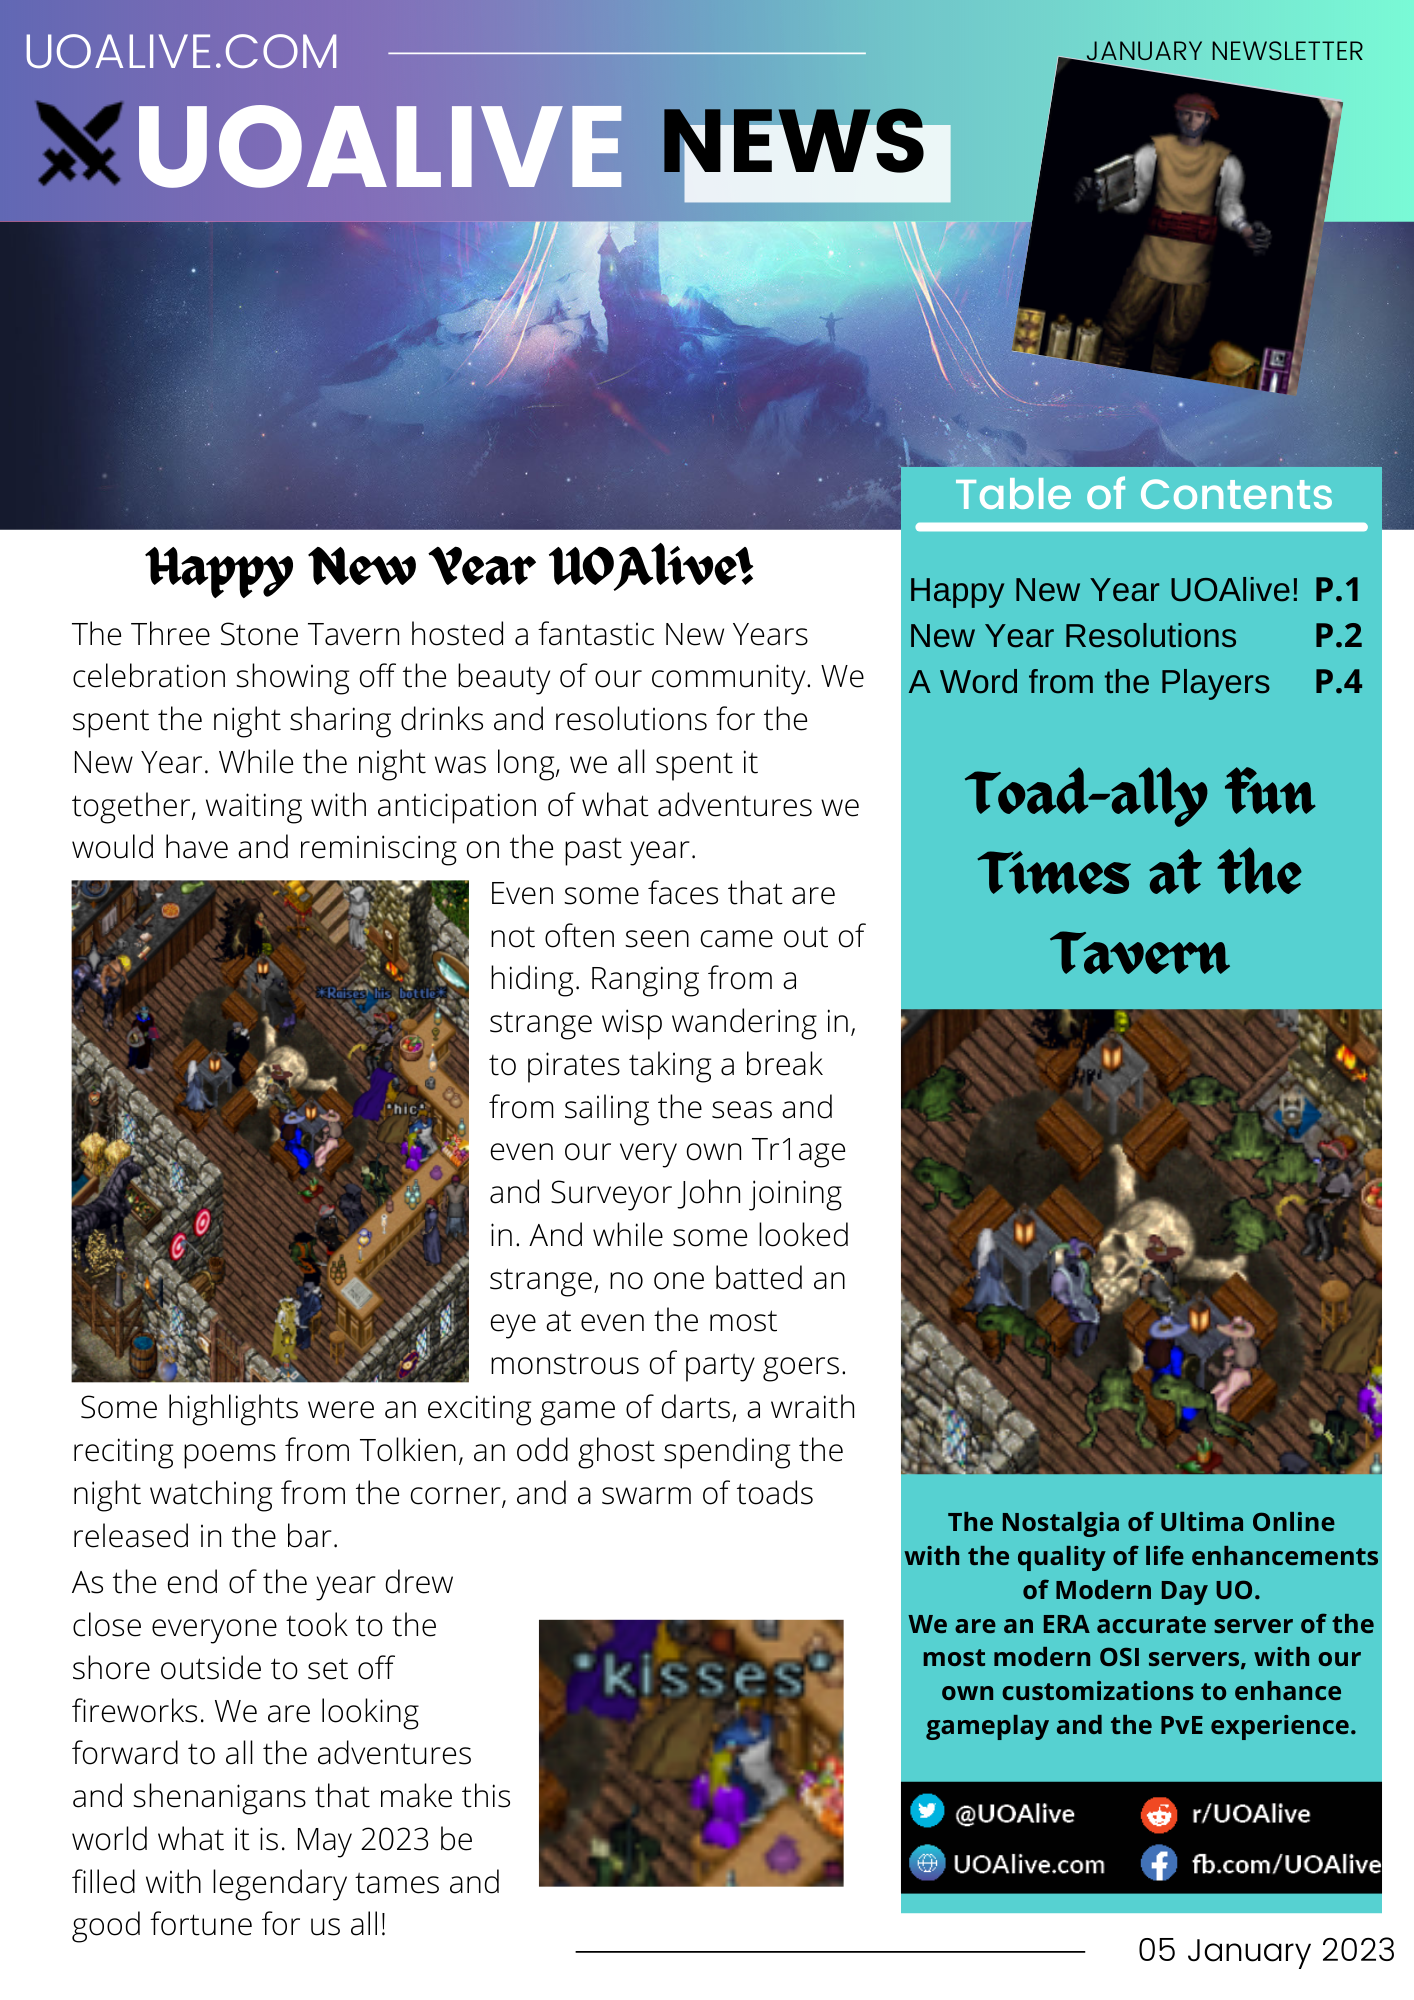 UOALIVE.COM
JANUARY NEWSLETTER
UOALIVE NEWS
Happy New Year UOAlive!
The Three Stone Tavern hosted a fantastic New Years
celebration showing off the beauty of our community. We
spent the night sharing drinks and resolutions for the
New Year. While the night was long, we all spent it
together, waiting with anticipation of what adventures we
would have and reminiscing on the past year.
*Raises his bottle*
*hic*
Even some faces that are
not often seen came out of
hiding. Ranging from a
strange wisp wandering in,
to pirates taking a break
from sailing the seas and
even our very own Tr1age
and Surveyor John joining
in. And while some looked
strange, no one batted an
eye at even the most
monstrous of party goers.
Some highlights were an exciting game of darts, a wraith
reciting poems from Tolkien, an odd ghost spending the
night watching from the corner, and a swarm of toads
released in the bar.
As the end of the year drew
close everyone took to the
shore outside to set off
fireworks. We are looking
forward to all the adventures
and shenanigans that make this
world what it is. May 2023 be
filled with legendary tames and
good fortune for us all!
*kisses*
Table of Contents
Happy New Year UOAlive! P.1
New Year Resolutions P.2
A Word from the Players P.4
Toad-ally fun
Times at the
Tavern
The Nostalgia of Ultima Online
with the quality of life enhancements
of Modern Day UO.
We are an ERA accurate server of the
most modern OSI servers, with our
own customizations to enhance
gameplay and the PvE experience.
@UOAlive r/UOAlive
UOAlive.com fb.com/UOAlive
05 January 2023